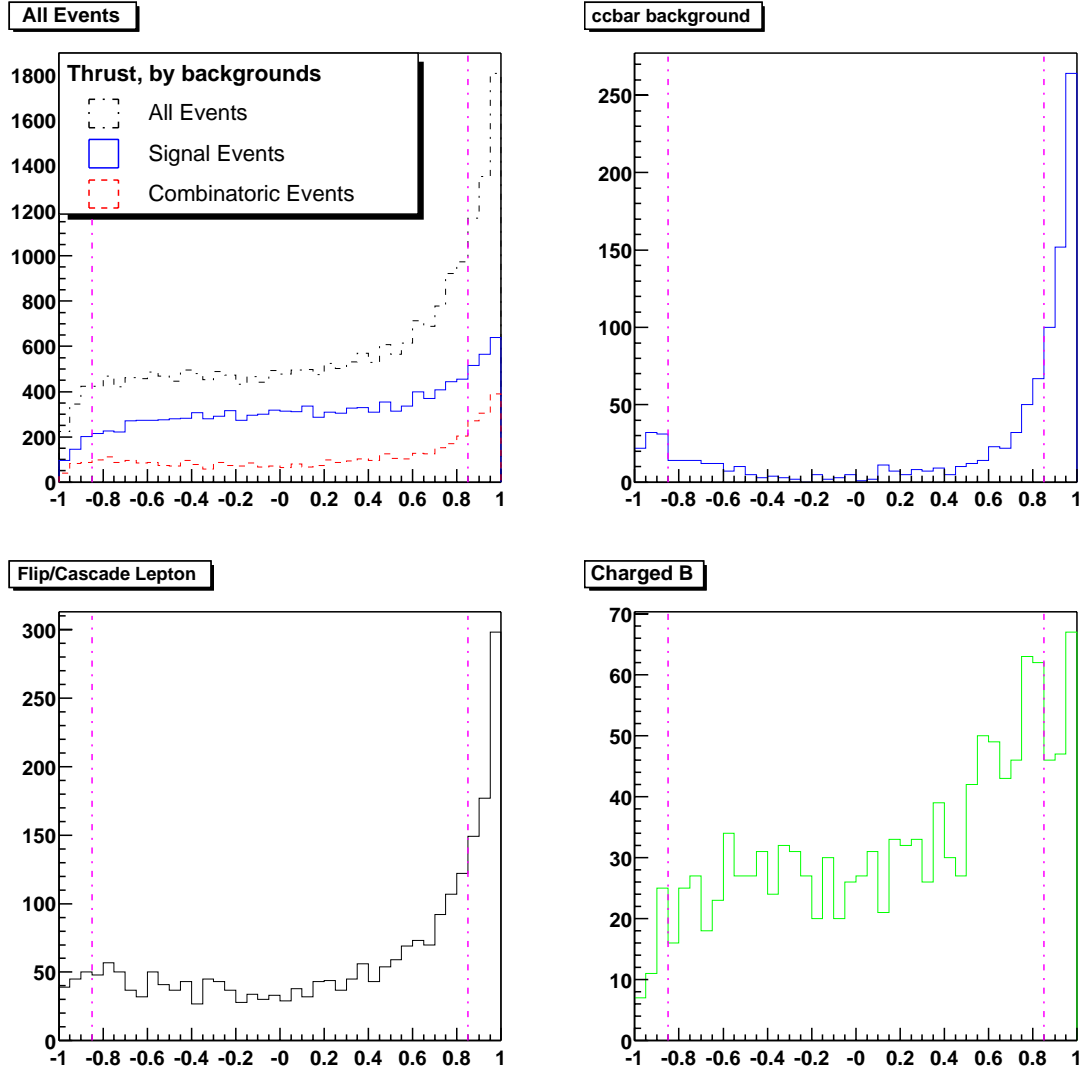 All Events
1800
1600
1400
1200
1000
800
600
400
200
0
Thrust, by backgrounds
All Events
Signal Events
Combinatoric Events
-1 -0.8 -0.6 -0.4 -0.2 -0 0.2 0.4 0.6 0.8 1
ccbar background
250
200
150
100
50
0
-1 -0.8 -0.6 -0.4 -0.2 -0 0.2 0.4 0.6 0.8 1
Flip/Cascade Lepton
300
250
200
150
100
50
0
-1 -0.8 -0.6 -0.4 -0.2 -0 0.2 0.4 0.6 0.8 1
Charged B
70
60
50
40
30
20
10
0
-1 -0.8 -0.6 -0.4 -0.2 -0 0.2 0.4 0.6 0.8 1